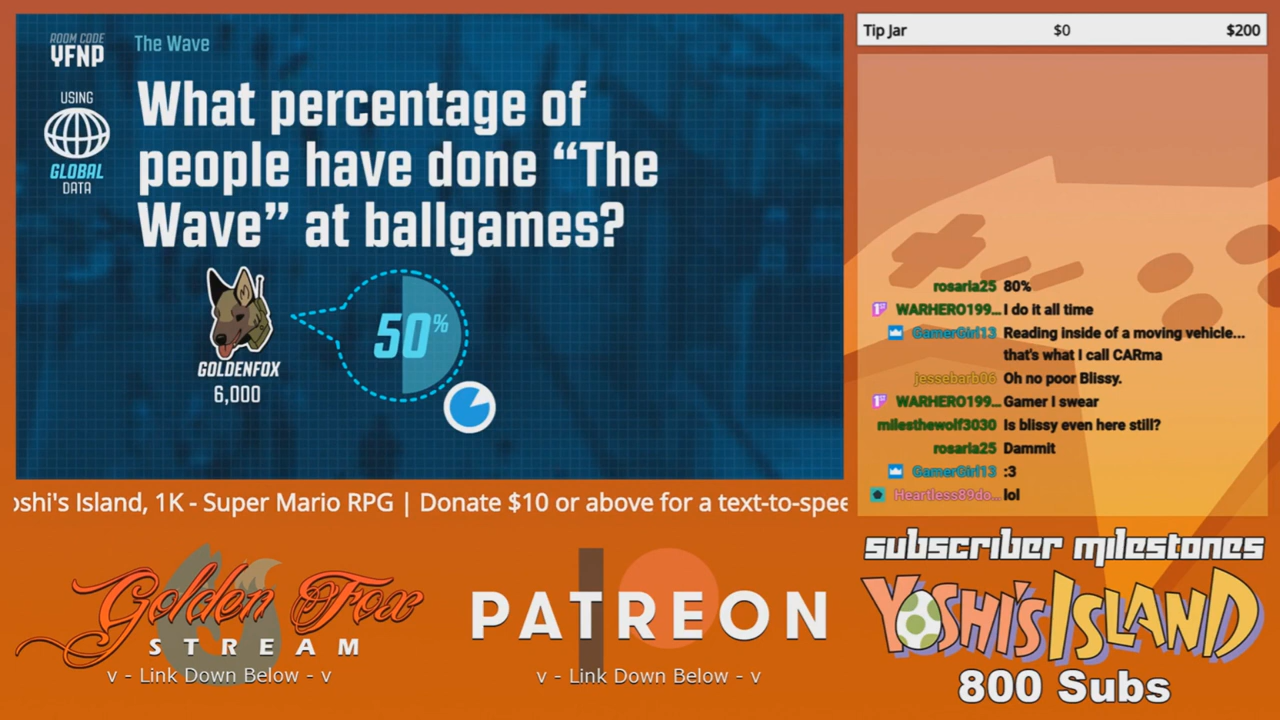 ROOM CODE
YFNP
The Wave
USING
GLOBAL
DATA
What percentage of
people have done “The
Wave” at ballgames?
50%
GOLDENFOX
6,000
oshi's Island, 1K - Super Mario RPG | Donate $10 or above for a text-to-spee
Golden Fox
STREAM
v - Link Down Below - v
PATREON
v - Link Down Below - v
Tip Jar $0 $200
rosaria25 80%
WARHERO199... I do it all time
GamerGirl13 Reading inside of a moving vehicle...
that's what I call CARma
jessebarb06 Oh no poor Blissy.
WARHERO199... Gamer I swear
milesthewolf3030 Is blissy even here still?
rosaria25 Dammit
GamerGirl13 :3
Heartless89do... lol
subscriber milestones
YOSHI'S ISLAND
800 Subs